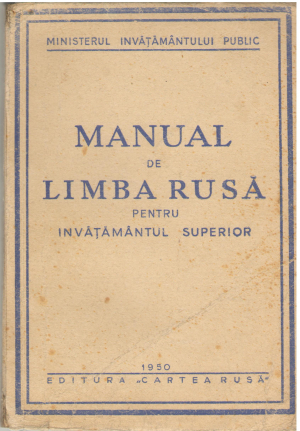 MINISTERUL INVĂȚĂMÂNTULUI PUBLIC
MANUAL
DE
LIMBA RUSĂ
PENTRU
INVĂȚĂMÂNTUL SUPERIOR
1950
EDITURA „CARTEA RUSĂ"